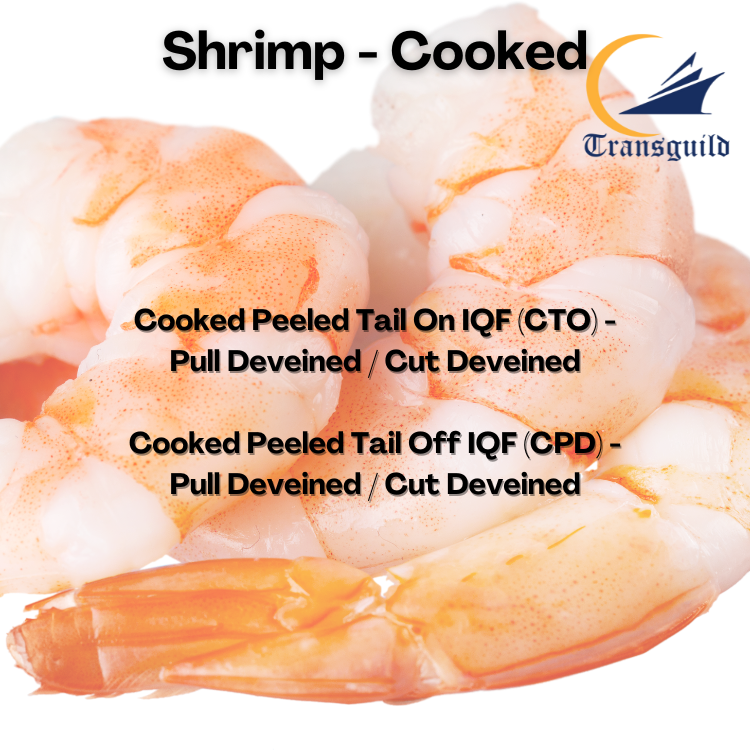 Shrimp - Cooked
Transguild
Cooked Peeled Tail On IQF (CTO) -
Pull Deveined / Cut Deveined
Cooked Peeled Tail Off IQF (CPD) -
Pull Deveined / Cut Deveined